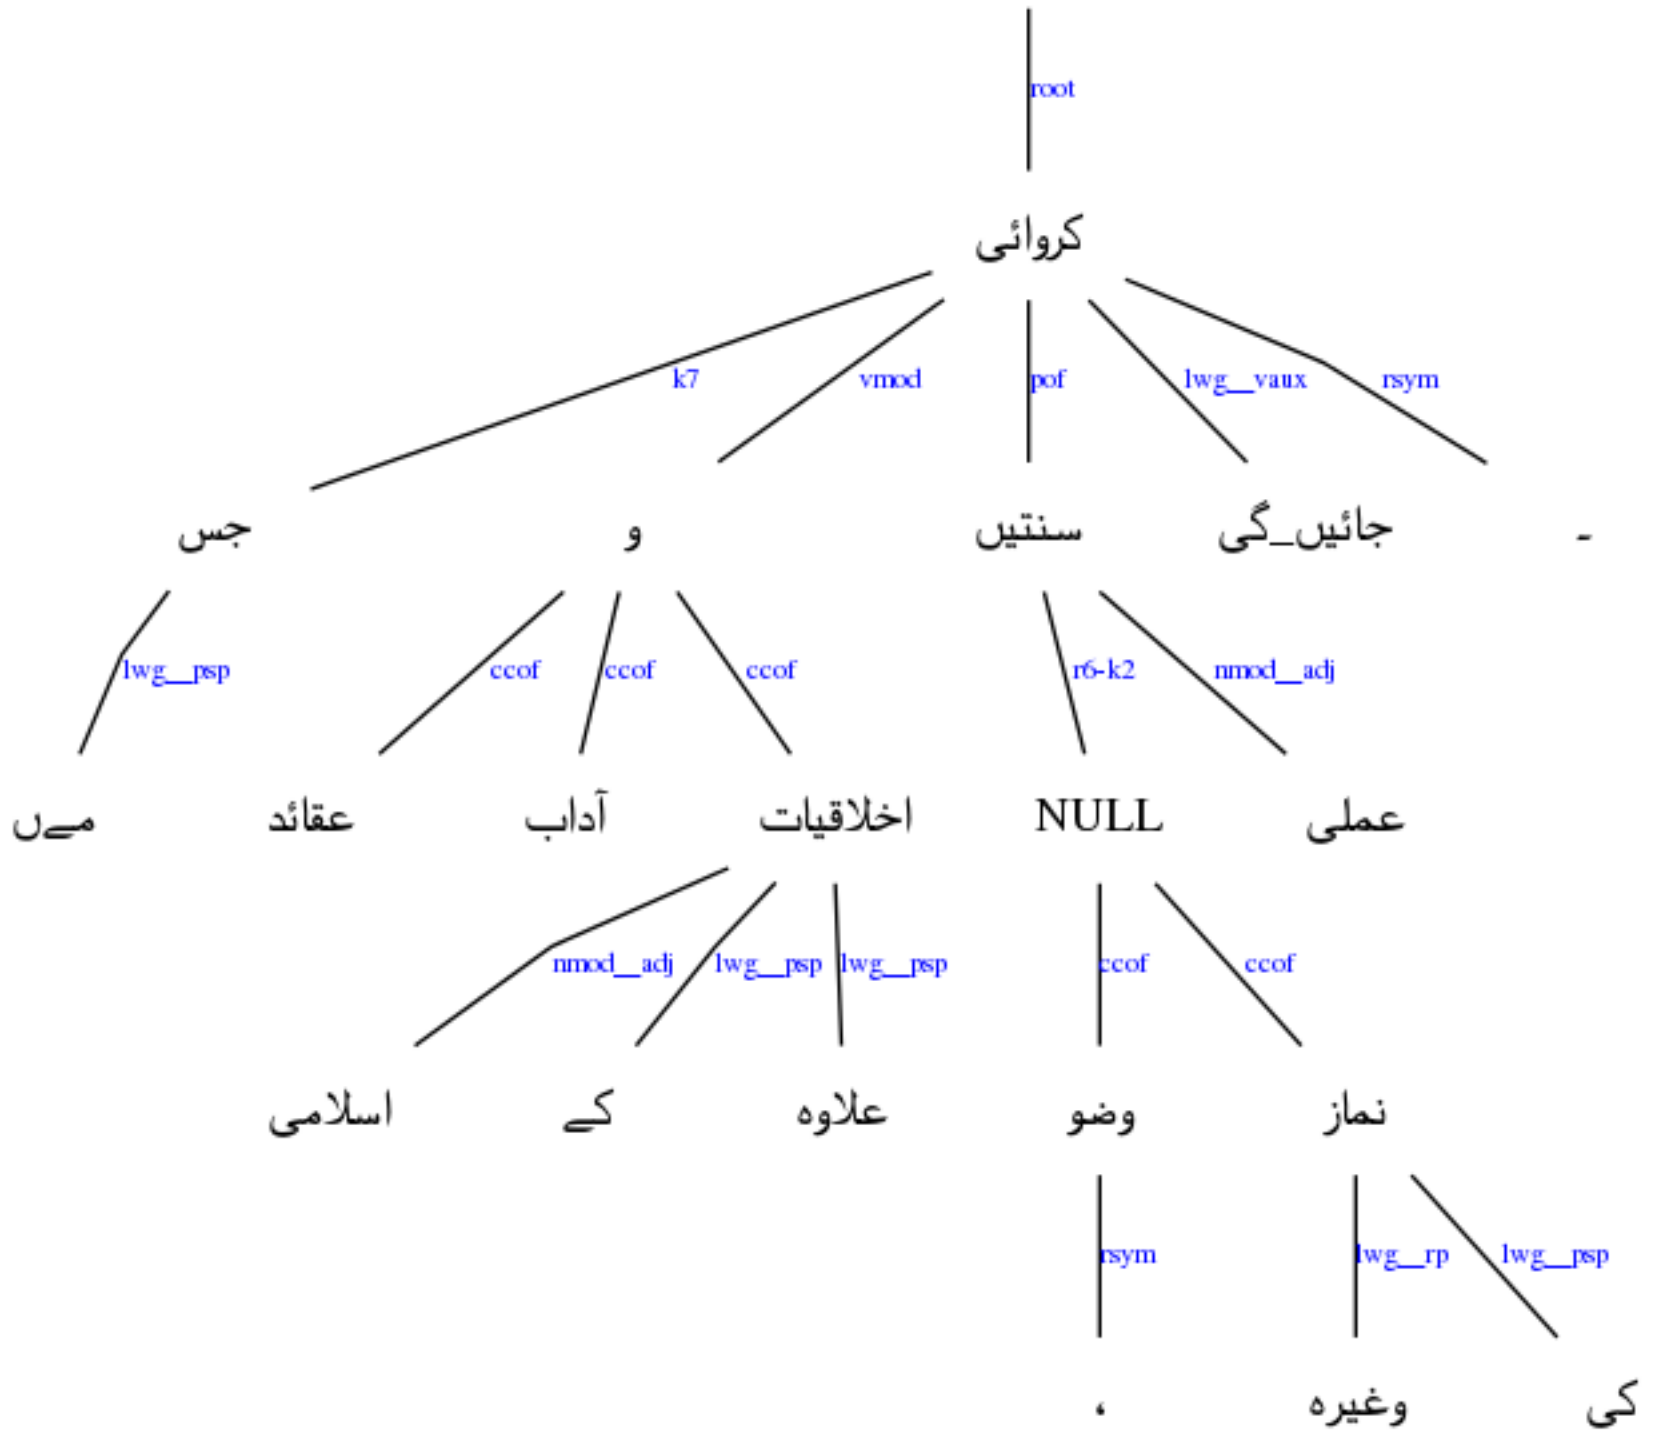 root
کروائی
k7 vmod pof lwg__vaux rsym
جس و سنتیں جائیں_گی ۔
lwg__psp ccof ccof ccof r6-k2 nmod__adj
مےں عقائد آداب اخلاقیات NULL عملی
nmod__adj lwg__psp lwg__psp ccof ccof
اسلامی کے علاوہ وضو نماز
rsym lwg__rp lwg__psp
، وغیرہ کی